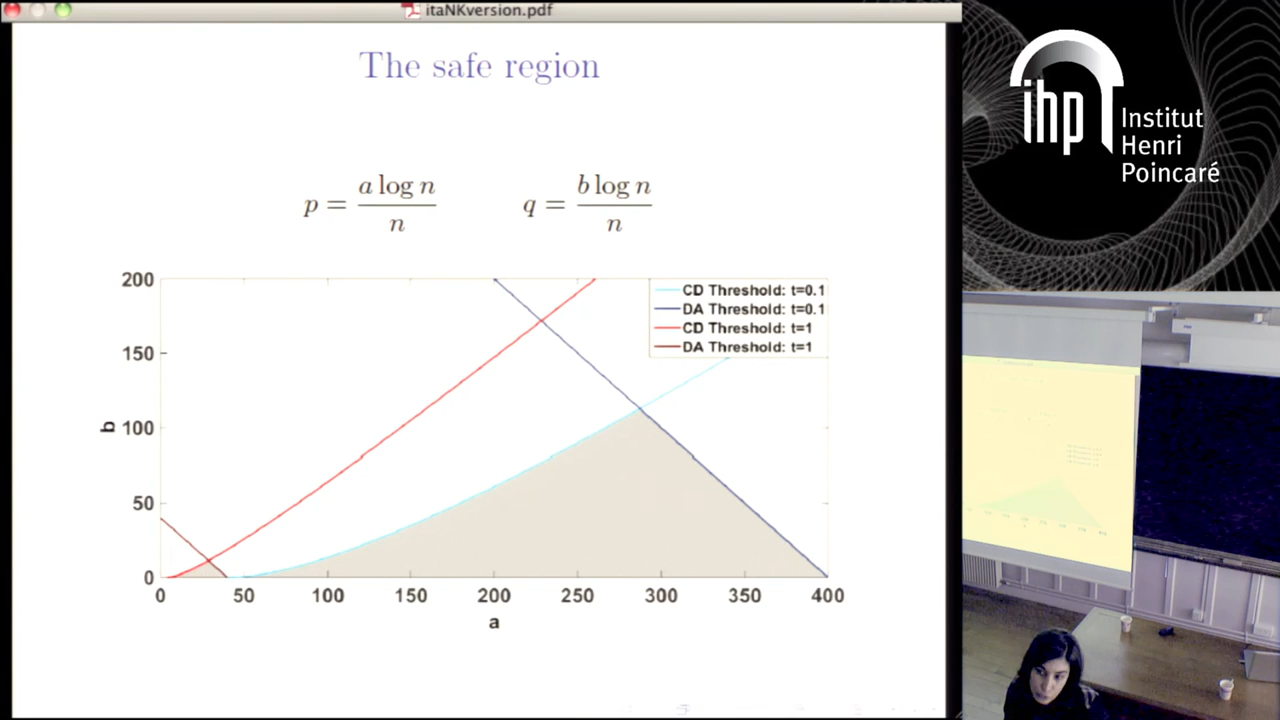 itaNKversion.pdf
The safe region
p = a log n / n
q = b log n / n
CD Threshold: t=0.1
DA Threshold: t=0.1
CD Threshold: t=1
DA Threshold: t=1
200
150
100
50
0
b
0 50 100 150 200 250 300 350 400
a
ihp
Institut
Henri
Poincaré